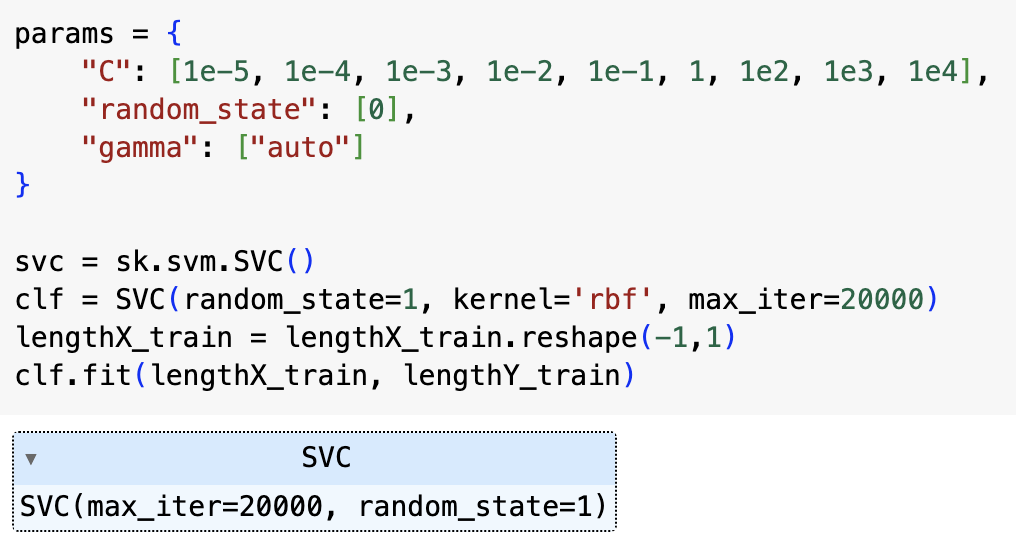 params = {
    "C": [1e-5, 1e-4, 1e-3, 1e-2, 1e-1, 1, 1e2, 1e3, 1e4],
    "random_state": [0],
    "gamma": ["auto"]
}
svc = sk.svm.SVC()
clf = SVC(random_state=1, kernel='rbf', max_iter=20000)
lengthX_train = lengthX_train.reshape(-1,1)
clf.fit(lengthX_train, lengthY_train)
▾ SVC
SVC(max_iter=20000, random_state=1)